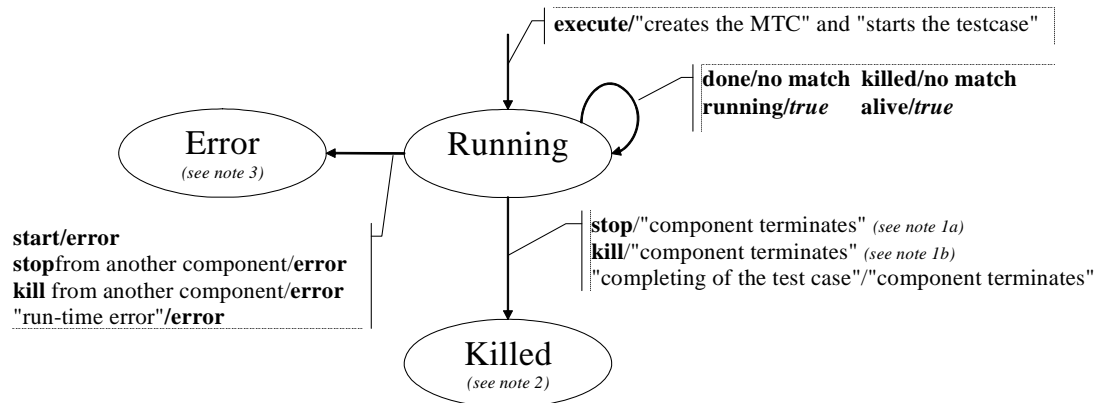 execute/"creates the MTC" and "starts the testcase"
done/no match killed/no match
running/true alive/true
Error
(see note 3)
Running
start/error
stopfrom another component/error
kill from another component/error
"run-time error"/error
stop/"component terminates" (see note 1a)
kill/"component terminates" (see note 1b)
"completing of the test case"/"component terminates"
Killed
(see note 2)